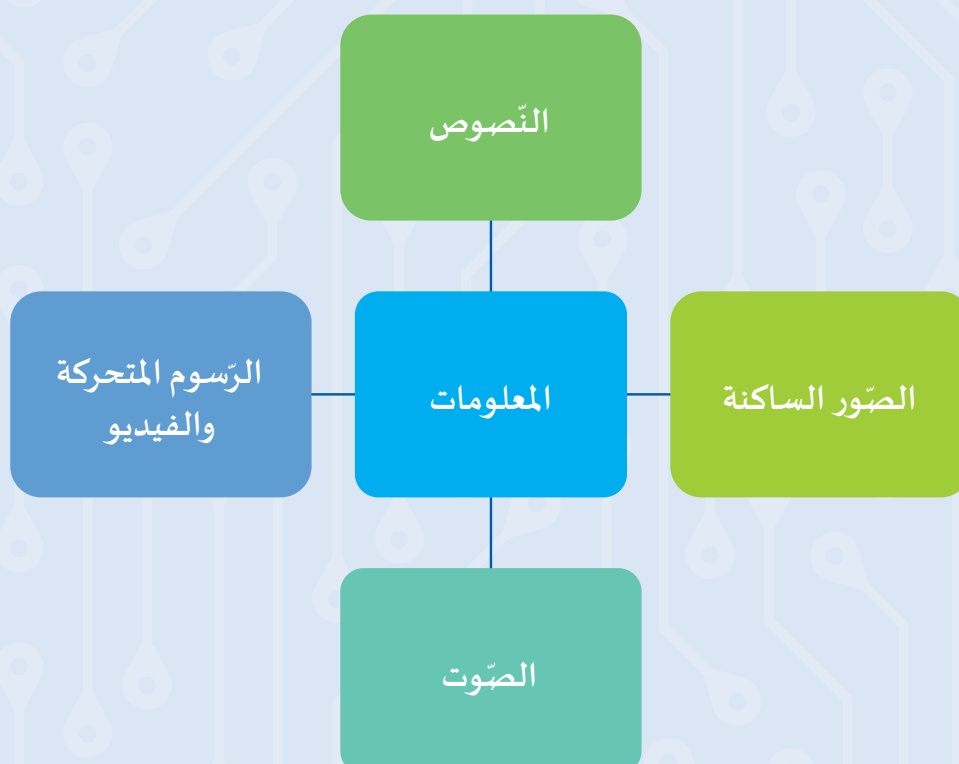 النّصوص
الصّور الساكنة
المعلومات
الرّسوم المتحركة
والفيديو
الصّوت